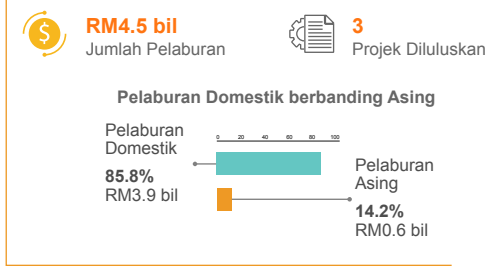 RM4.5 bil
Jumlah Pelaburan
3
Projek Diluluskan
Pelaburan Domestik berbanding Asing
Pelaburan
Domestik
85.8%
RM3.9 bil
0 20 40 60 80 100
Pelaburan
Asing
14.2%
RM0.6 bil